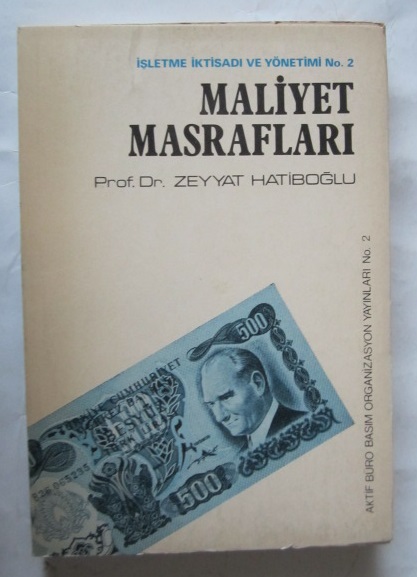 İŞLETME İKTİSADI VE YÖNETİMİ No. 2
MALİYET
MASRAFLARI
Prof. Dr. ZEYYAT HATİBOĞLU
AKTİF BÜRO BASIM ORGANİZASYON YAYINLARI No. 2
500
500